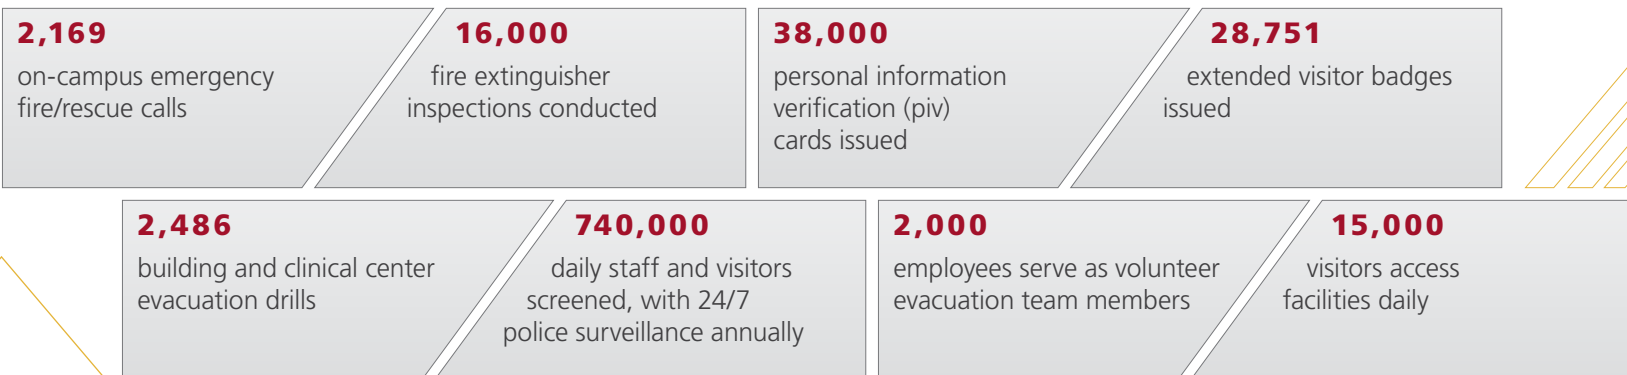 2,169
on-campus emergency
fire/rescue calls
16,000
fire extinguisher
inspections conducted
38,000
personal information
verification (piv)
cards issued
28,751
extended visitor badges
issued
2,486
building and clinical center
evacuation drills
740,000
daily staff and visitors
screened, with 24/7
police surveillance annually
2,000
employees serve as volunteer
evacuation team members
15,000
visitors access
facilities daily